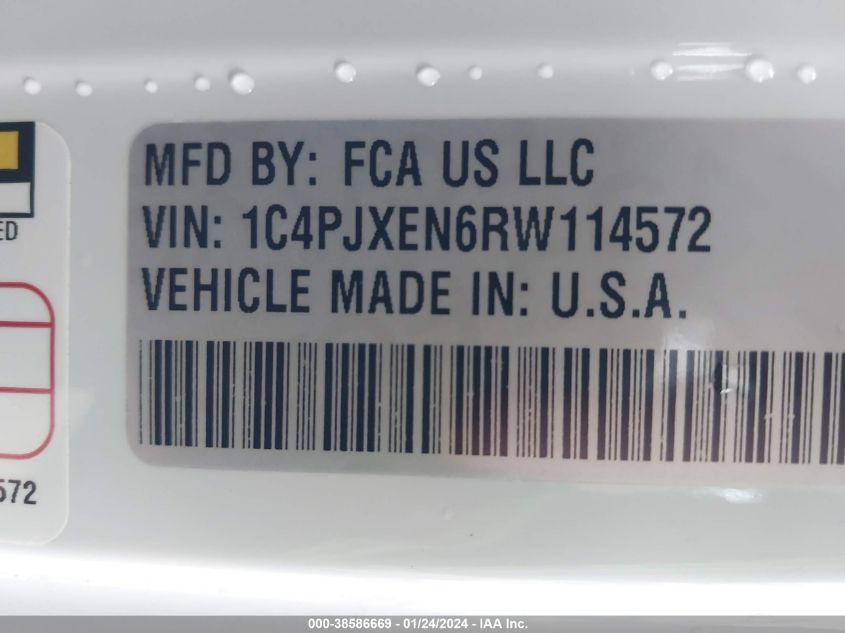 MFD BY: FCA US LLC
VIN: 1C4PJXEN6RW114572
VEHICLE MADE IN: U.S.A.
ED
572
000-38586669 - 01/24/2024 - IAA Inc.